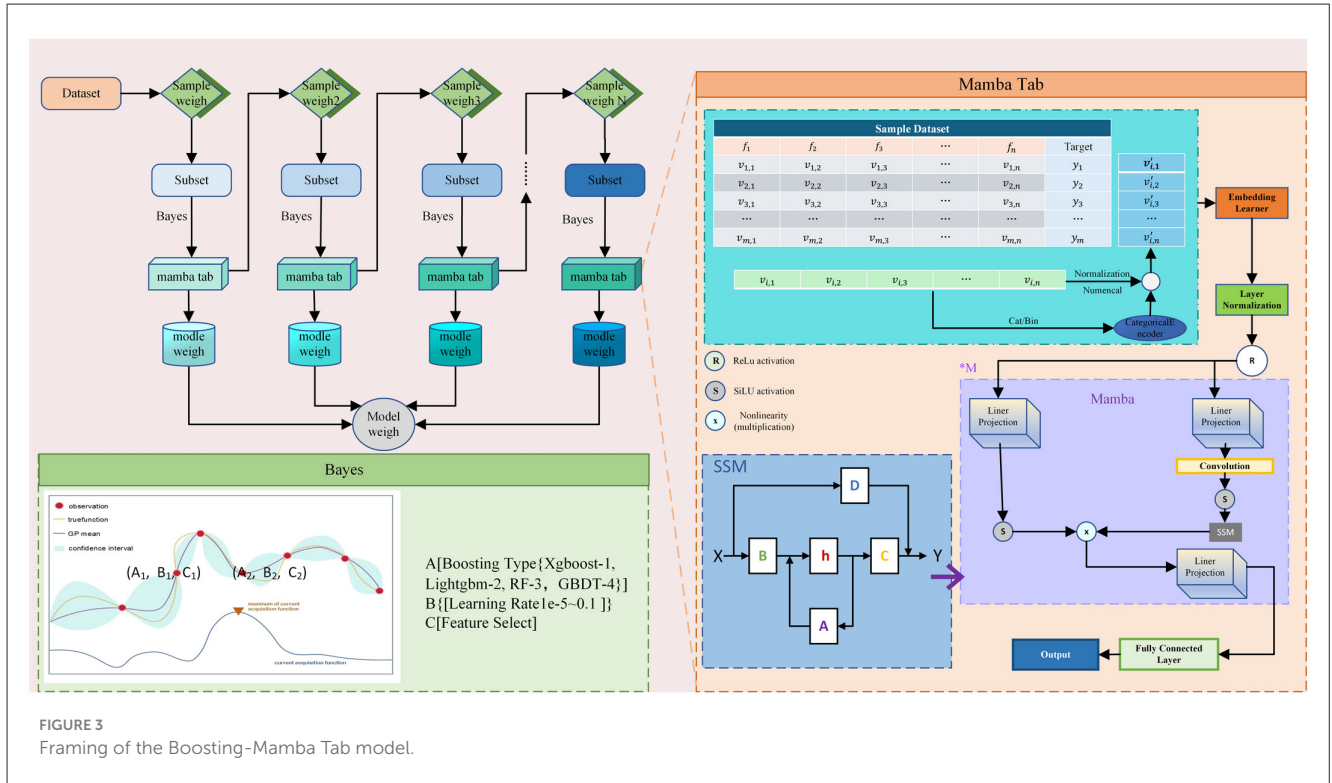 Dataset
Sample
weigh
Sample
weigh2
Sample
weigh3
Sample
weigh N
Subset
Subset
Subset
Subset
Bayes
Bayes
Bayes
Bayes
mamba tab
mamba tab
mamba tab
mamba tab
modle
weigh
modle
weigh
modle
weigh
modle
weigh
Model
weigh
Bayes
observation
truefunction
GP mean
confidence interval
(A₁, B₁, C₁)
(A₂, B₂, C₂)
maximum of current
acquisition function
current acquisition function
A[Boosting Type{Xgboost-1,
Lightgbm-2, RF-3, GBDT-4}]
B{[Learning Rate1e-5~0.1 ]}
C[Feature Select]
Mamba Tab
Sample Dataset
f₁ f₂ f₃ ⋯ fₙ Target
v₁,₁ v₁,₂ v₁,₃ ⋯ v₁,ₙ y₁
v₂,₁ v₂,₂ v₂,₃ ⋯ v₂,ₙ y₂
v₃,₁ v₃,₂ v₃,₃ ⋯ v₃,ₙ y₃
⋯ ⋯ ⋯ ⋯ ⋯ ⋯
vₘ,₁ vₘ,₂ vₘ,₃ ⋯ vₘ,ₙ yₘ
v′ᵢ,₁
v′ᵢ,₂
v′ᵢ,₃
⋯
v′ᵢ,ₙ
vᵢ,₁ vᵢ,₂ vᵢ,₃ ⋯ vᵢ,ₙ
Normalization
Numencal
Cat/Bin
CategoricalE
ncoder
Embedding
Learner
Layer
Normalization
R
R ReLu activation
S SiLU activation
x Nonlinearity
(multiplication)
*M
Mamba
Liner
Projection
Liner
Projection
Convolution
S
SSM
S
x
Liner
Projection
Fully Connected
Layer
Output
SSM
D
X
B
h
C
Y
A
FIGURE 3
Framing of the Boosting-Mamba Tab model.